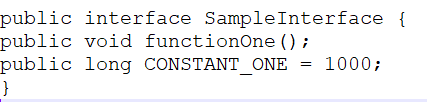 public interface SampleInterface {
public void functionOne();
public long CONSTANT_ONE = 1000;
}